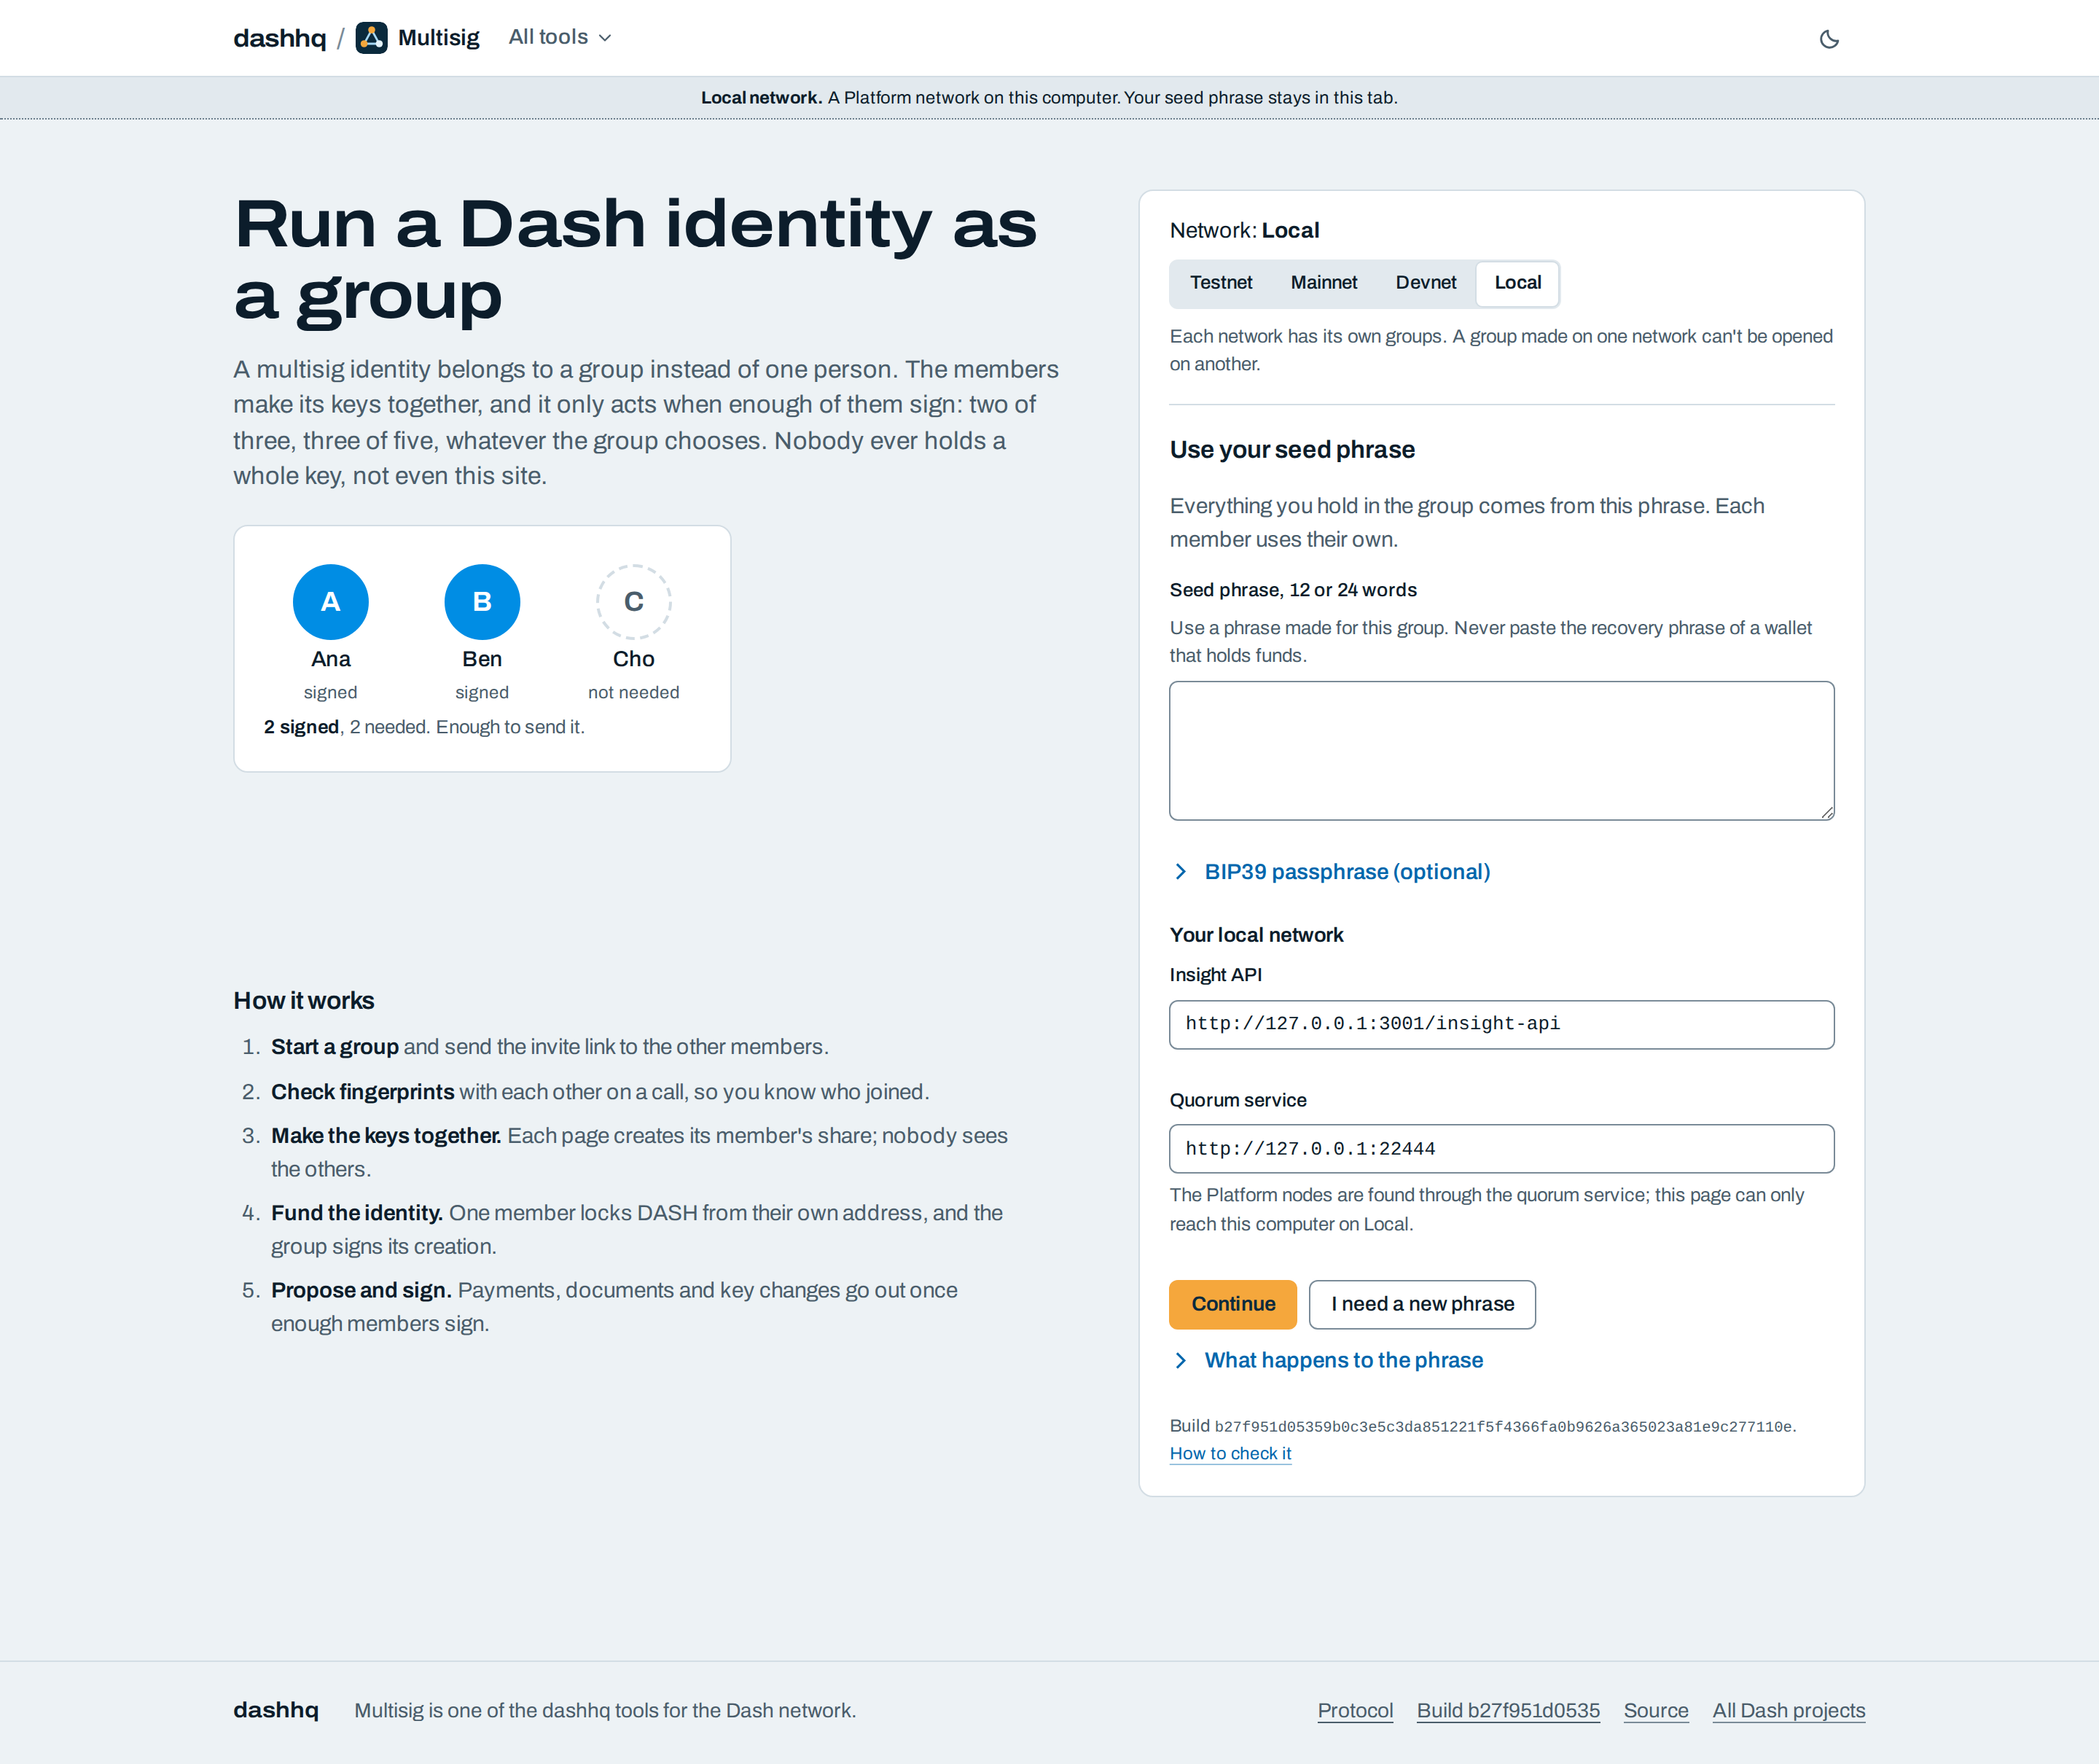 dashhq / Multisig All tools
Local network. A Platform network on this computer. Your seed phrase stays in this tab.
Run a Dash identity as
a group
A multisig identity belongs to a group instead of one person. The members
make its keys together, and it only acts when enough of them sign: two of
three, three of five, whatever the group chooses. Nobody ever holds a
whole key, not even this site.
A B C
Ana Ben Cho
signed signed not needed
2 signed, 2 needed. Enough to send it.
How it works
1. Start a group and send the invite link to the other members.
2. Check fingerprints with each other on a call, so you know who joined.
3. Make the keys together. Each page creates its member's share; nobody sees
the others.
4. Fund the identity. One member locks DASH from their own address, and the
group signs its creation.
5. Propose and sign. Payments, documents and key changes go out once
enough members sign.
Network: Local
Testnet Mainnet Devnet Local
Each network has its own groups. A group made on one network can't be opened
on another.
Use your seed phrase
Everything you hold in the group comes from this phrase. Each
member uses their own.
Seed phrase, 12 or 24 words
Use a phrase made for this group. Never paste the recovery phrase of a wallet
that holds funds.
BIP39 passphrase (optional)
Your local network
Insight API
http://127.0.0.1:3001/insight-api
Quorum service
http://127.0.0.1:22444
The Platform nodes are found through the quorum service; this page can only
reach this computer on Local.
Continue I need a new phrase
What happens to the phrase
Build b27f951d05359b0c3e5c3da851221f5f4366fa0b9626a365023a81e9c277110e.
How to check it
dashhq Multisig is one of the dashhq tools for the Dash network. Protocol Build b27f951d0535 Source All Dash projects